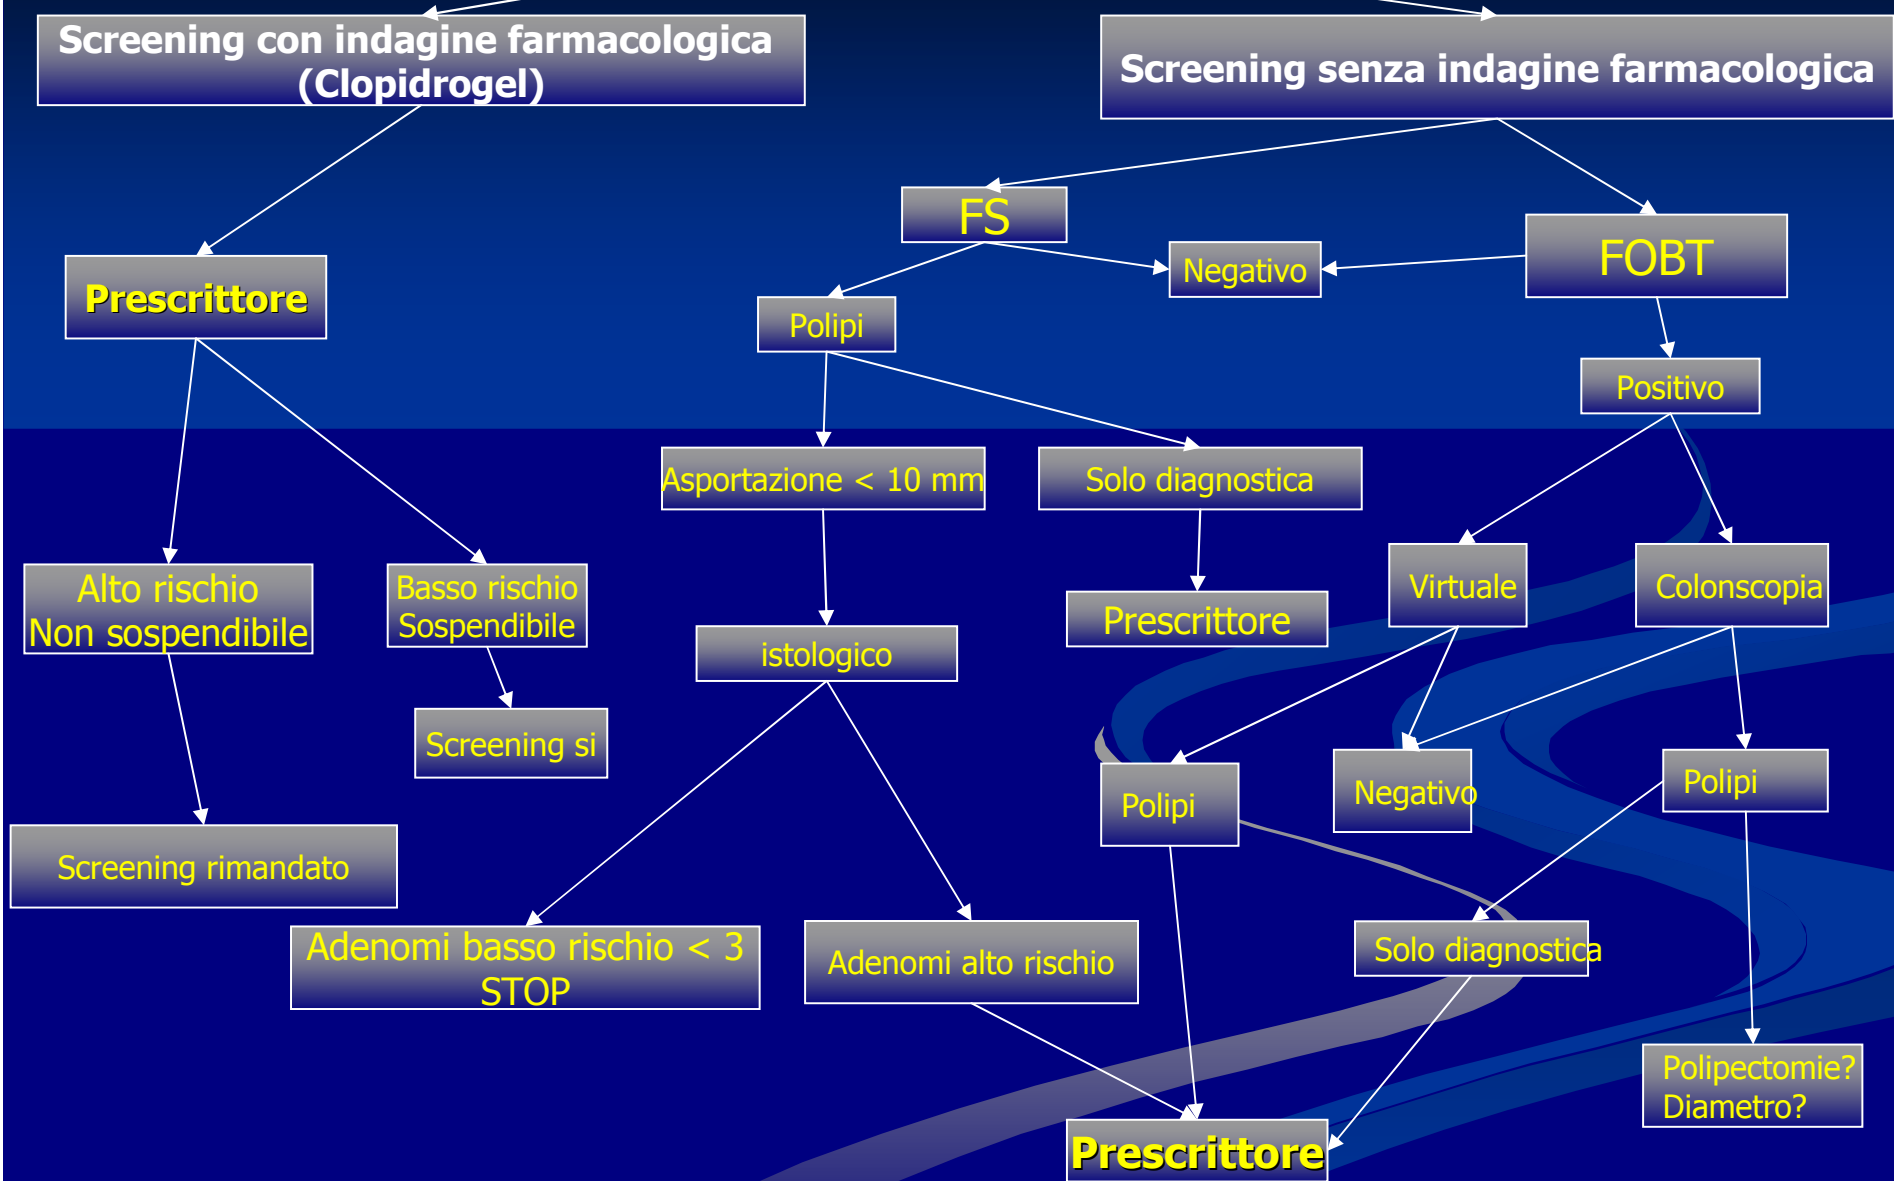 Screening con indagine farmacologica
(Clopidrogel)
Screening senza indagine farmacologica
FS
FOBT
Negativo
Prescrittore
Polipi
Positivo
Asportazione < 10 mm
Solo diagnostica
Alto rischio
Non sospendibile
Basso rischio
Sospendibile
Prescrittore
Virtuale
Colonscopia
istologico
Screening si
Polipi
Negativo
Polipi
Screening rimandato
Adenomi basso rischio < 3
STOP
Adenomi alto rischio
Solo diagnostica
Polipectomie?
Diametro?
Prescrittore